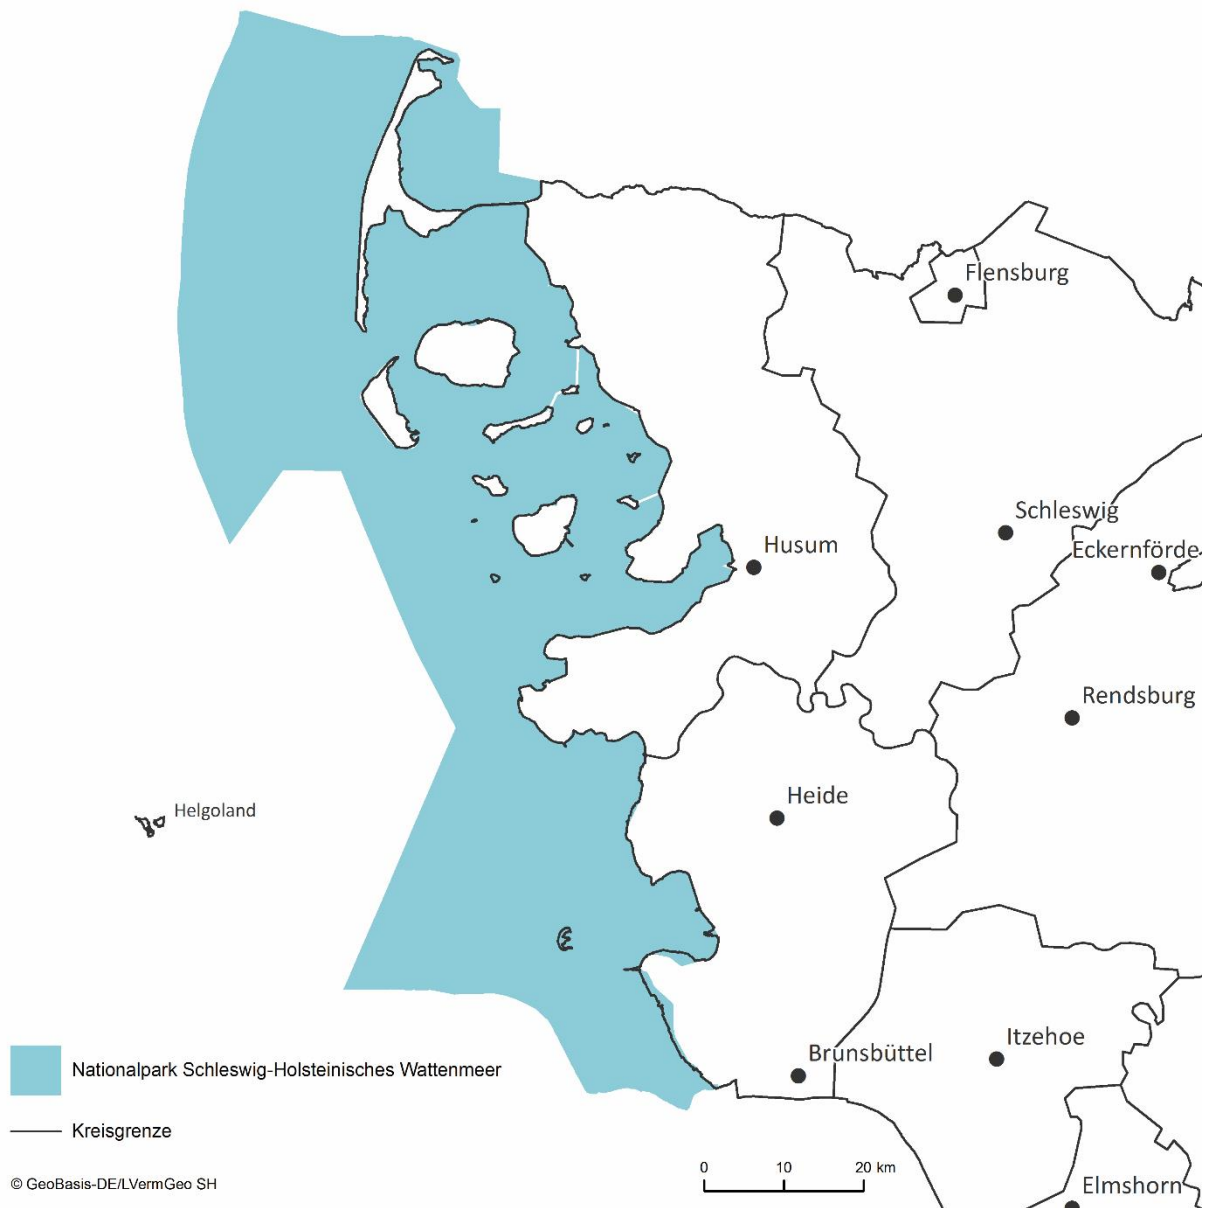 Flensburg
Schleswig
Eckernförde
Husum
Rendsburg
Heide
Helgoland
Itzehoe
Brunsbüttel
Nationalpark Schleswig-Holsteinisches Wattenmeer
Kreisgrenze
0 10 20 km
© GeoBasis-DE/LVermGeo SH
Elmshorn